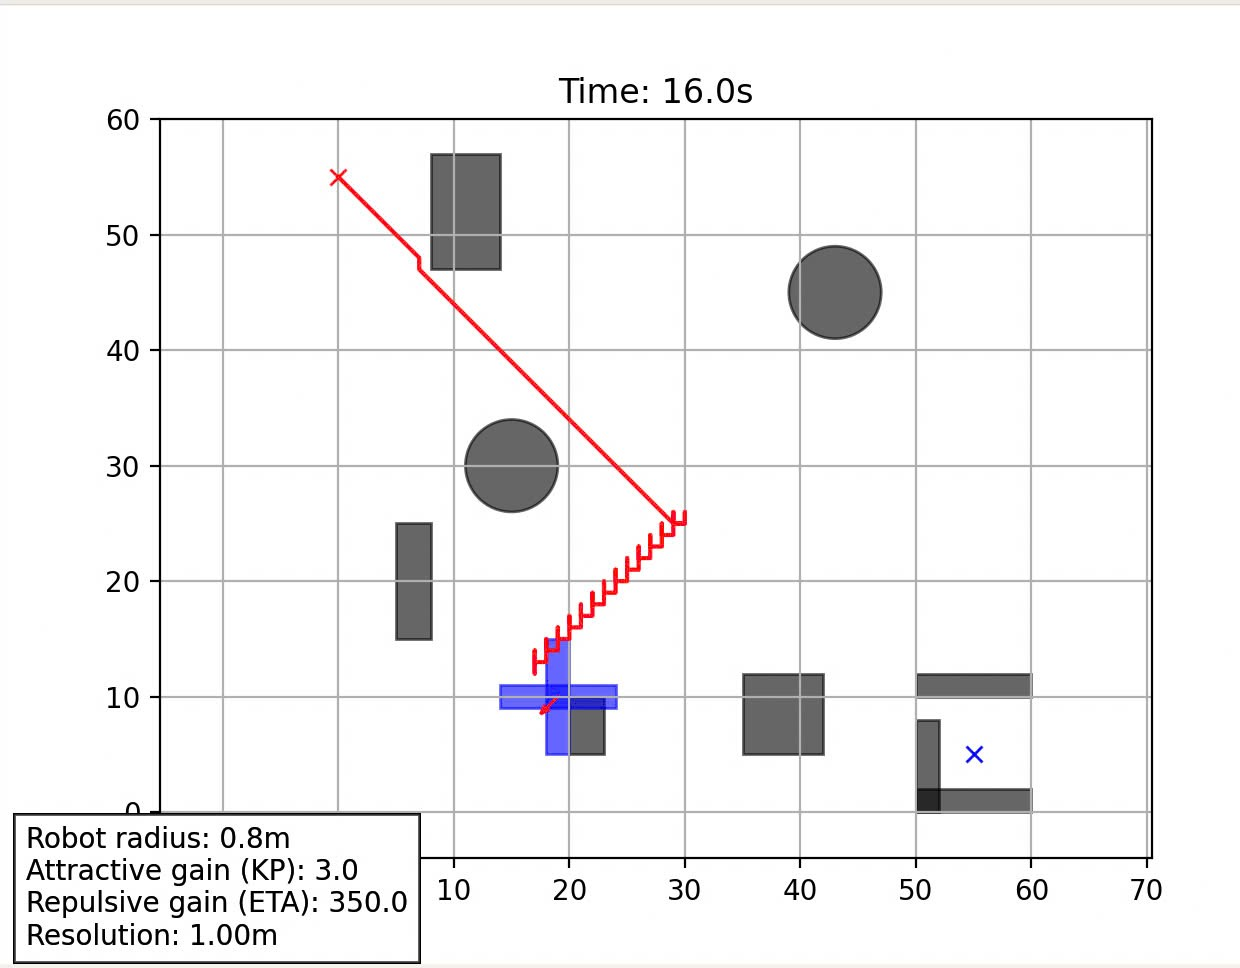 Time: 16.0s
60
50
40
30
20
10
0
10 20 30 40 50 60 70
Robot radius: 0.8m
Attractive gain (KP): 3.0
Repulsive gain (ETA): 350.0
Resolution: 1.00m